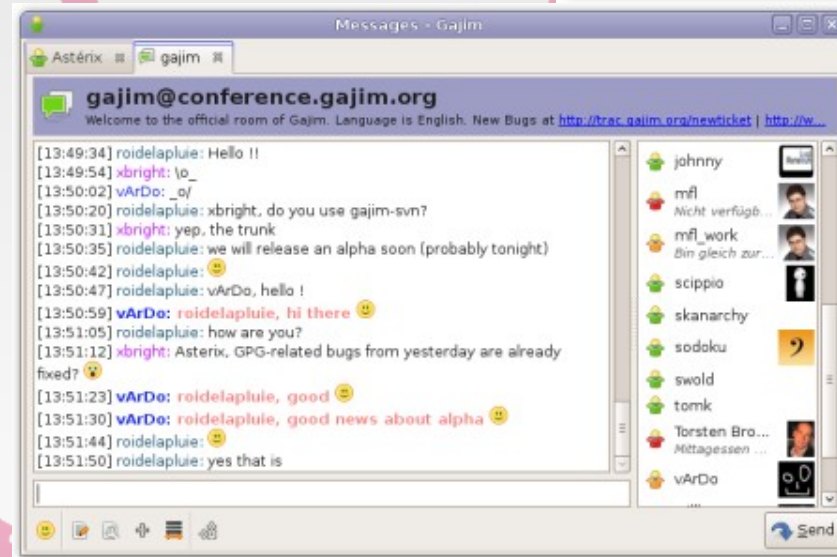 Messages - Gajim
Astérix
gajim
gajim@conference.gajim.org
Welcome to the official room of Gajim. Language is English. New Bugs at http://trac.gajim.org/newticket | http://w...
[13:49:34] roidelapluie: Hello !!
[13:49:54] xbright: \o_
[13:50:02] vArDo: _o/
[13:50:20] roidelapluie: xbright, do you use gajim-svn?
[13:50:31] xbright: yep, the trunk
[13:50:35] roidelapluie: we will release an alpha soon (probably tonight)
[13:50:42] roidelapluie:
[13:50:47] roidelapluie: vArDo, hello !
[13:50:59] vArDo: roidelapluie, hi there
[13:51:05] roidelapluie: how are you?
[13:51:12] xbright: Asterix, GPG-related bugs from yesterday are already
fixed?
[13:51:23] vArDo: roidelapluie, good
[13:51:30] vArDo: roidelapluie, good news about alpha
[13:51:44] roidelapluie:
[13:51:50] roidelapluie: yes that is
johnny
mfl
Nicht verfügb...
mfl_work
Bin gleich zur...
scippio
skanarchy
sodoku
swold
tomk
Torsten Bro...
Mittagessen ...
vArDo
Send